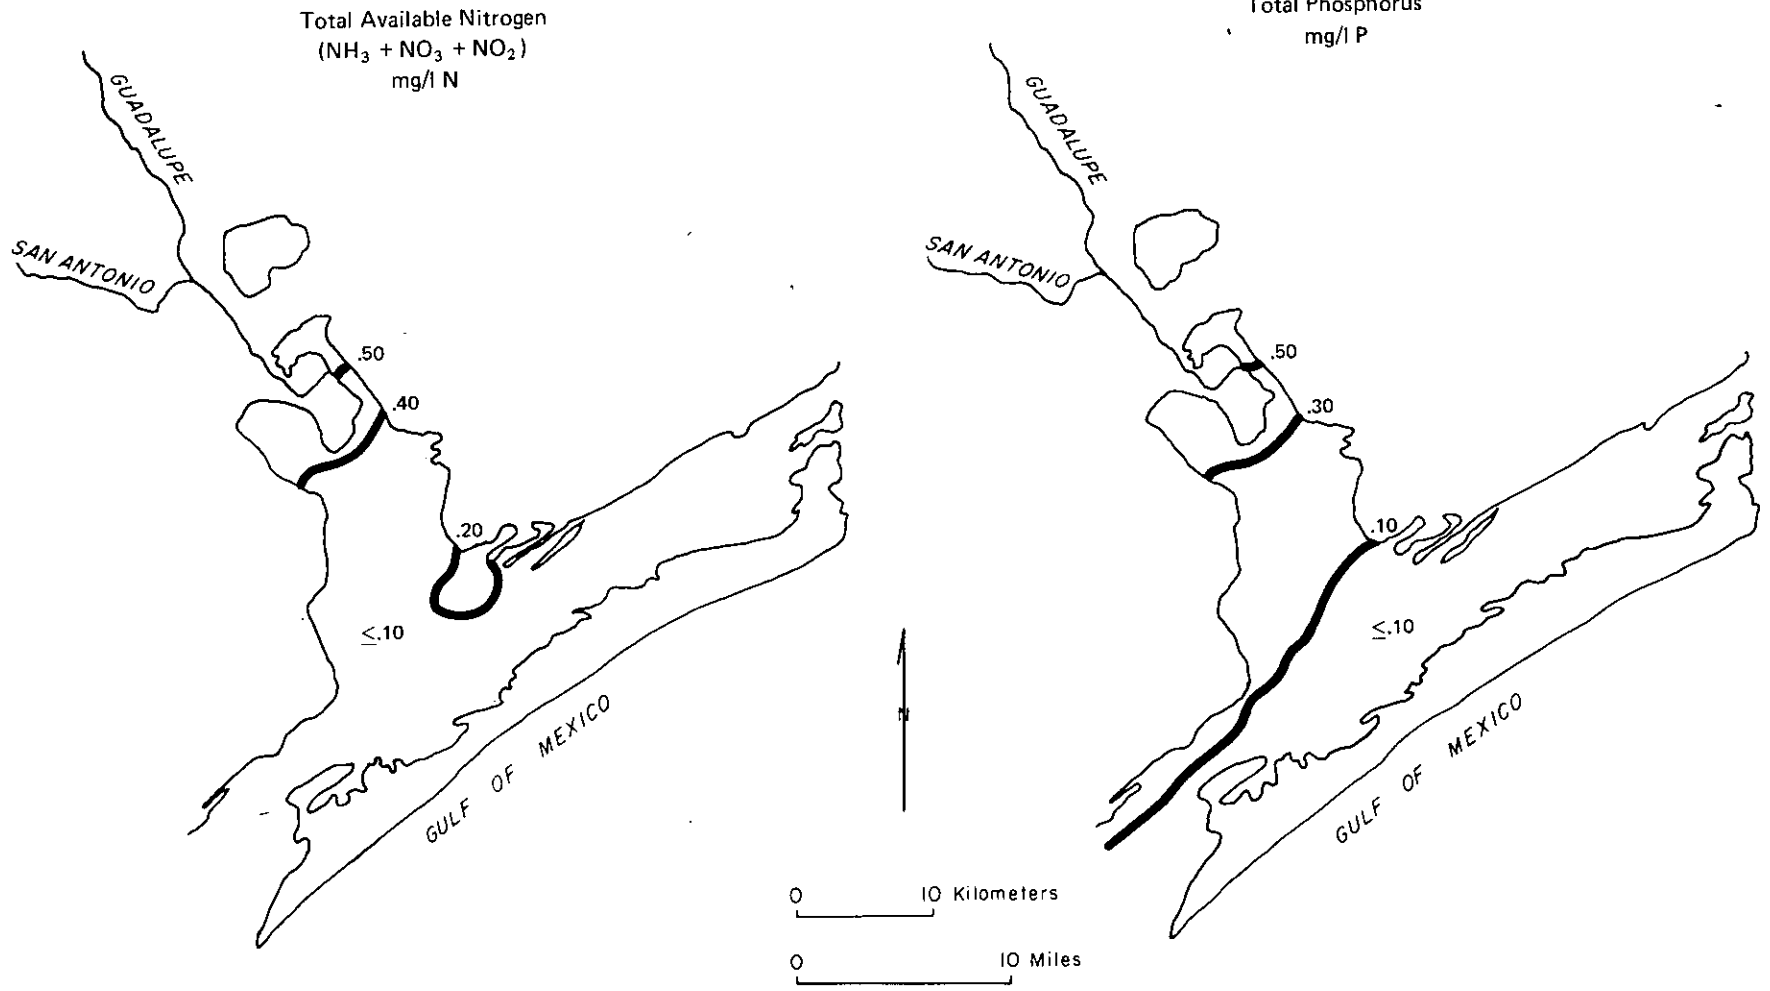 Total Available Nitrogen
(NH₃ + NO₃ + NO₂)
mg/l N
GUADALUPE
SAN ANTONIO
.50
.40
.20
≤.10
GULF OF MEXICO
Total Phosphorus
mg/l P
GUADALUPE
SAN ANTONIO
.50
.30
.10
≤.10
GULF OF MEXICO
N
0 10 Kilometers
0 10 Miles